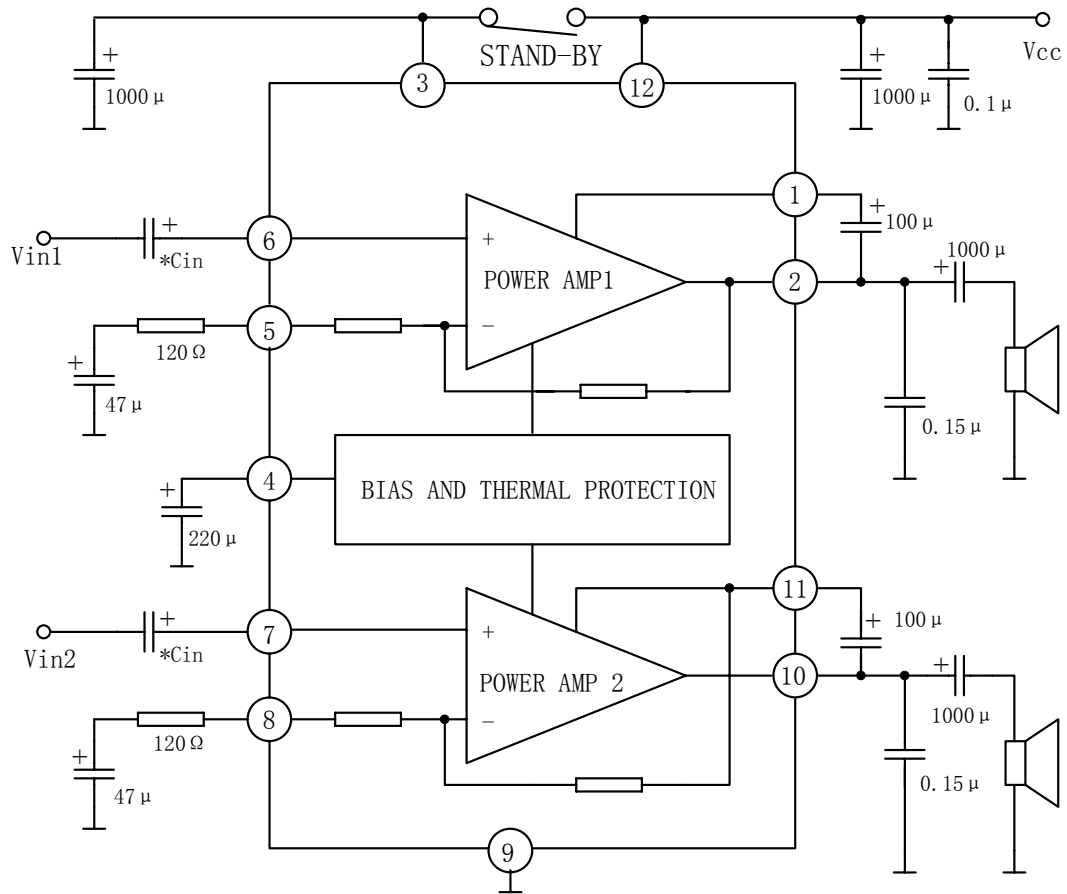 STAND-BY
Vcc
3
12
+
1000μ
+
1000μ
0.1μ
1
+
100μ
Vin1
+
*Cin
6
+
POWER AMP1
2
+
1000μ
5
−
120Ω
+
47μ
0.15μ
4
BIAS AND THERMAL PROTECTION
+
220μ
11
+
100μ
Vin2
+
*Cin
7
+
POWER AMP 2
10
+
1000μ
8
−
120Ω
+
47μ
0.15μ
9